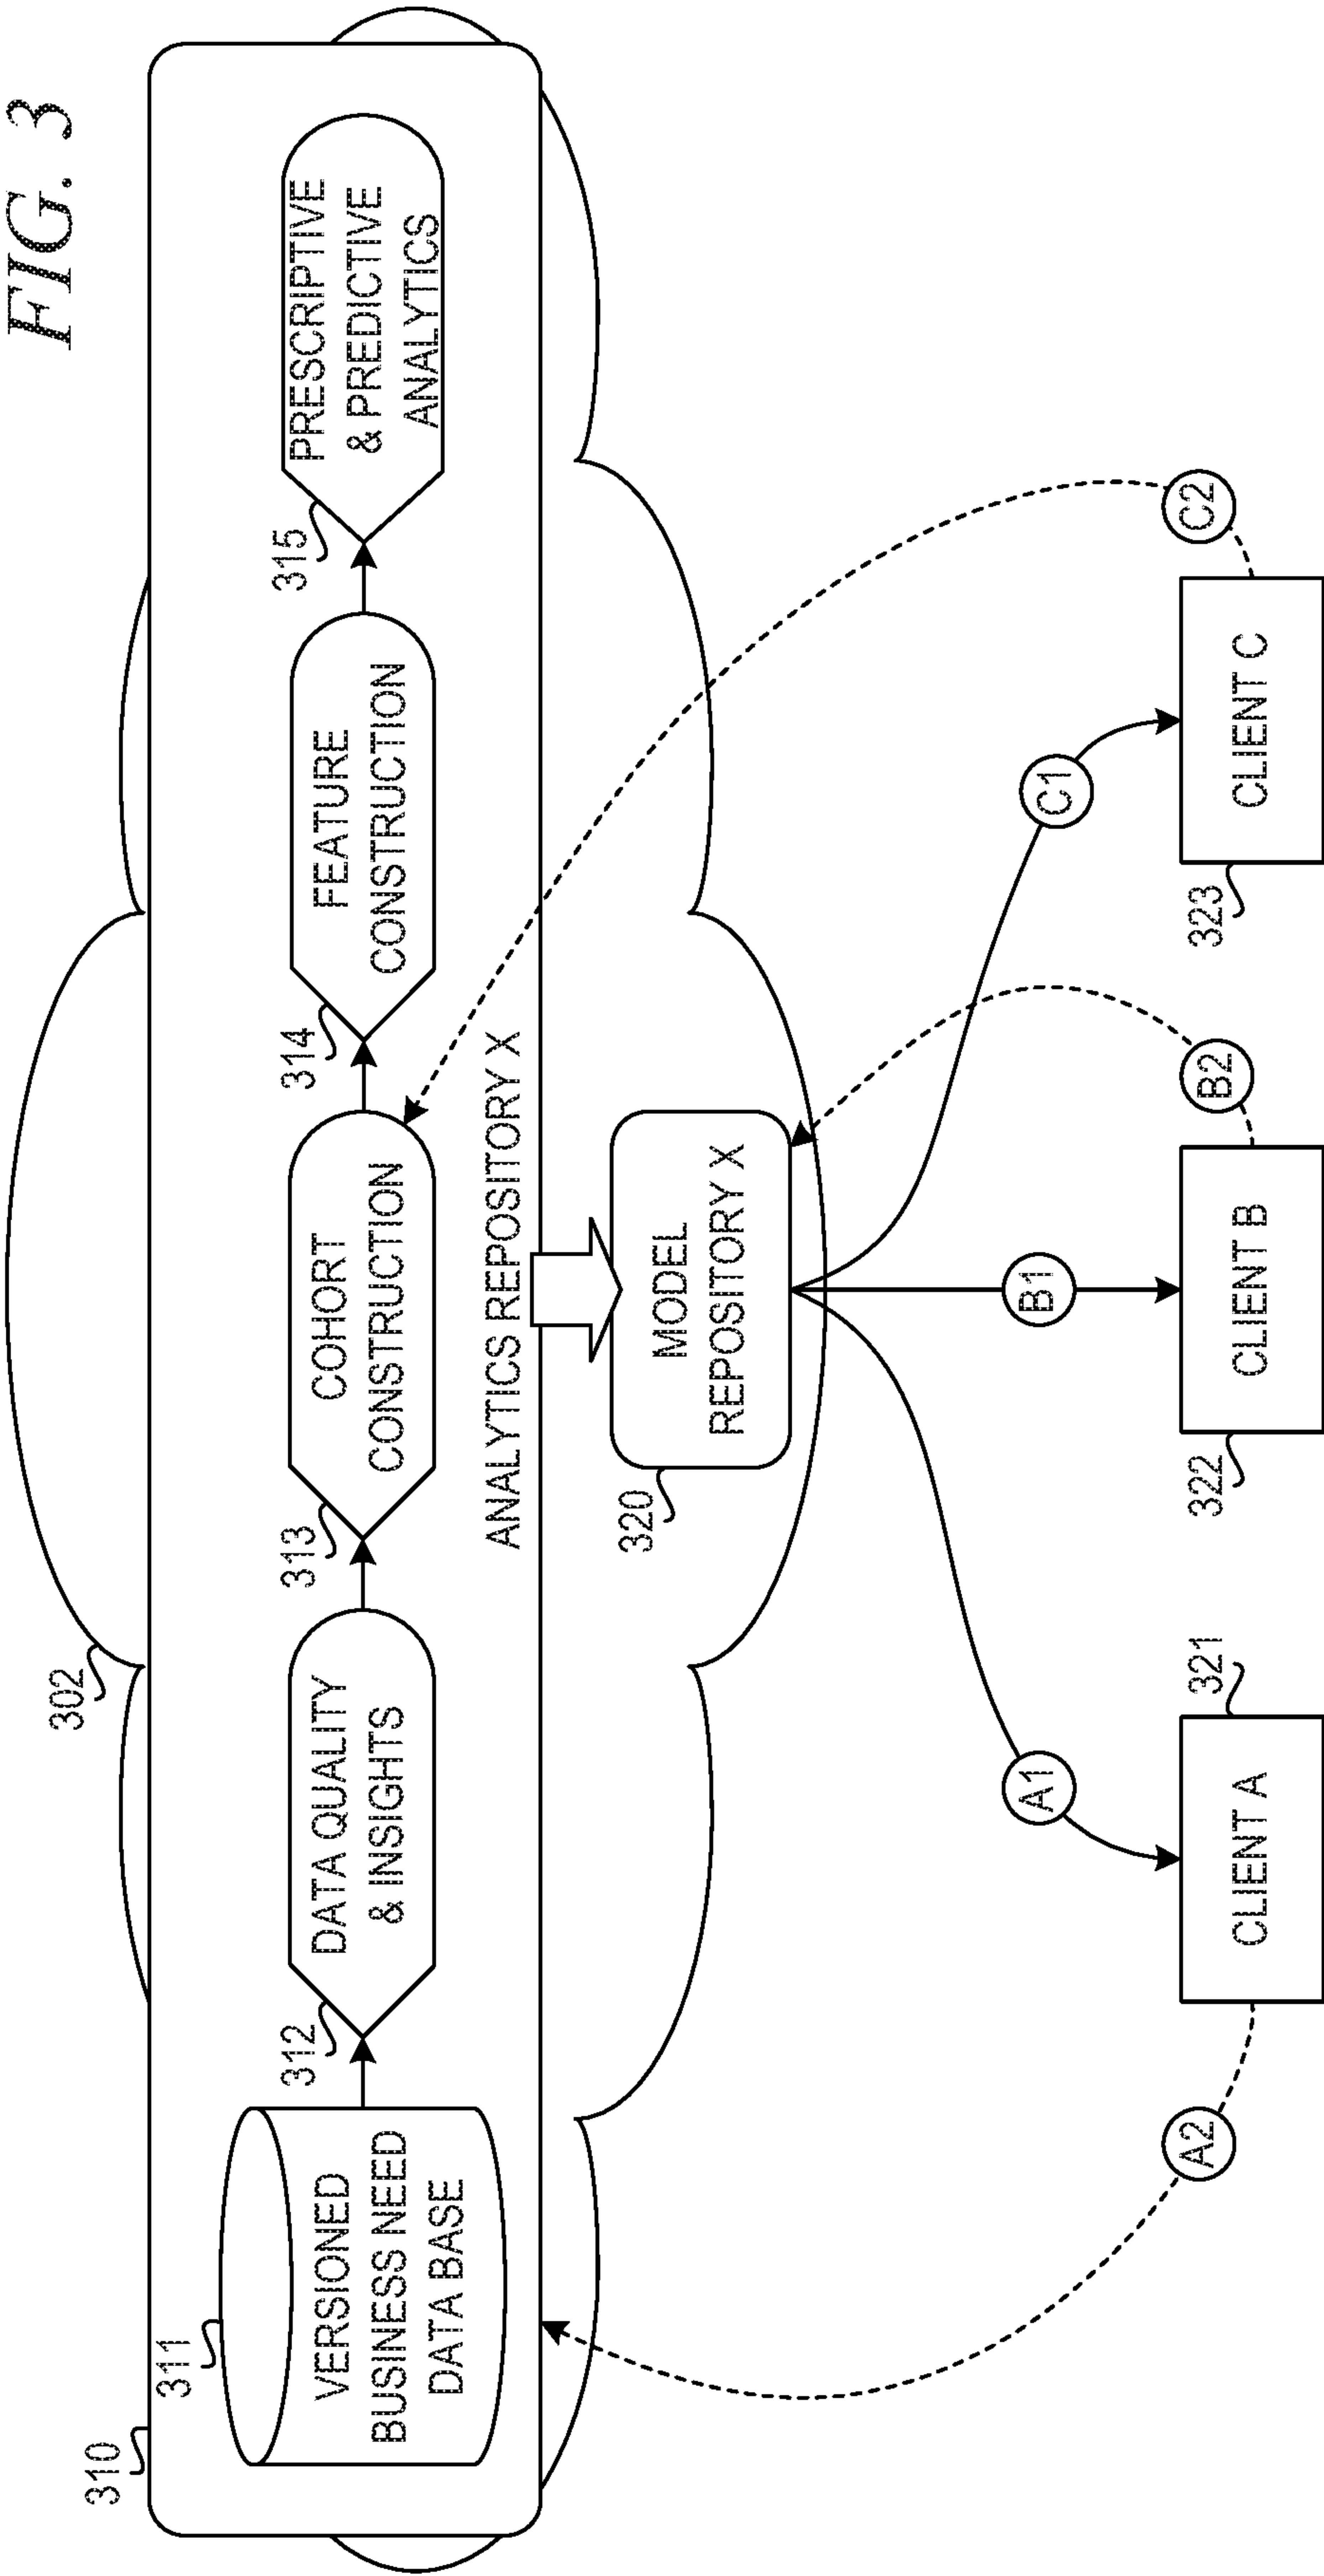 FIG. 3
302
310
311
VERSIONED
BUSINESS NEED
DATA BASE
312
DATA QUALITY
& INSIGHTS
313
COHORT
CONSTRUCTION
314
FEATURE
CONSTRUCTION
315
PRESCRIPTIVE
& PREDICTIVE
ANALYTICS
ANALYTICS REPOSITORY X
320
MODEL
REPOSITORY X
A1
B1
C1
A2
B2
C2
321
CLIENT A
322
CLIENT B
323
CLIENT C